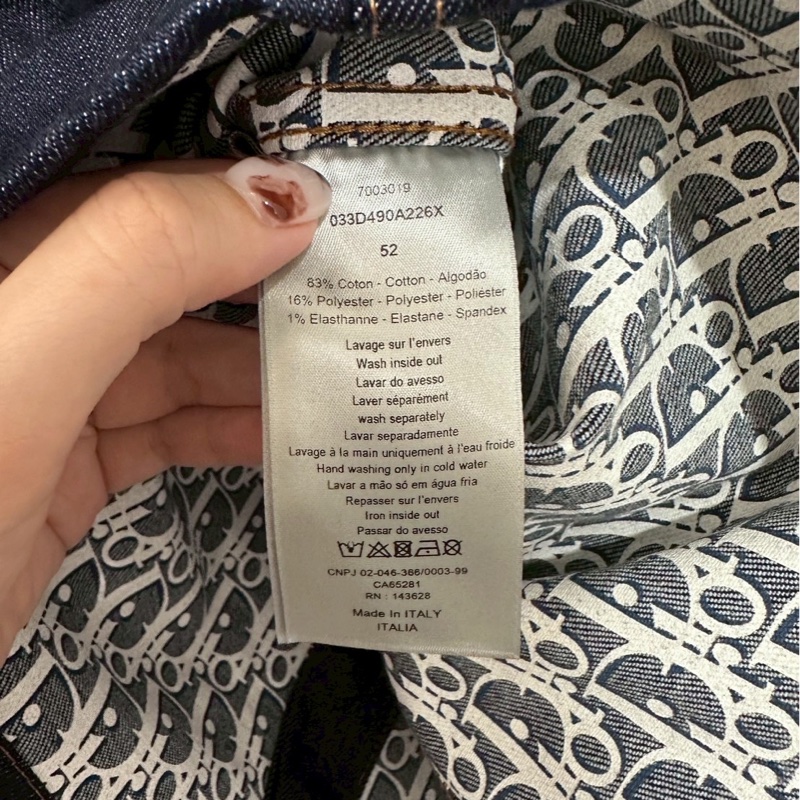 7003019
033D490A226X
52
83% Coton - Cotton - Algodão
16% Polyester - Polyester - Poliéster
1% Elasthanne - Elastane - Spandex
Lavage sur l'envers
Wash inside out
Lavar do avesso
Laver séparément
wash separately
Lavar separadamente
Lavage à la main uniquement à l'eau froide
Hand washing only in cold water
Lavar a mão só em água fria
Repasser sur l'envers
Iron inside out
Passar do avesso
CNPJ 02-046-386/0003-99
CA65281
RN : 143628
Made In ITALY
ITALIA